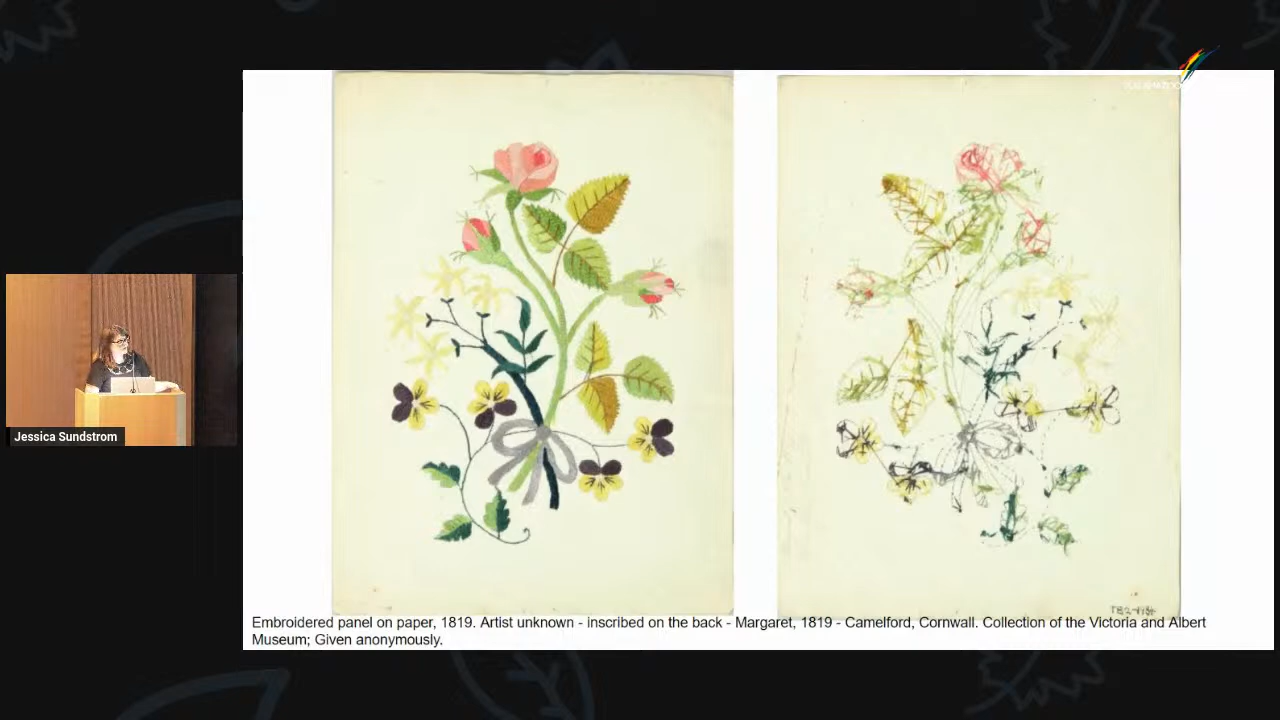 Jessica Sundstrom
Embroidered panel on paper, 1819. Artist unknown - inscribed on the back - Margaret, 1819 - Camelford, Cornwall. Collection of the Victoria and Albert
Museum; Given anonymously.